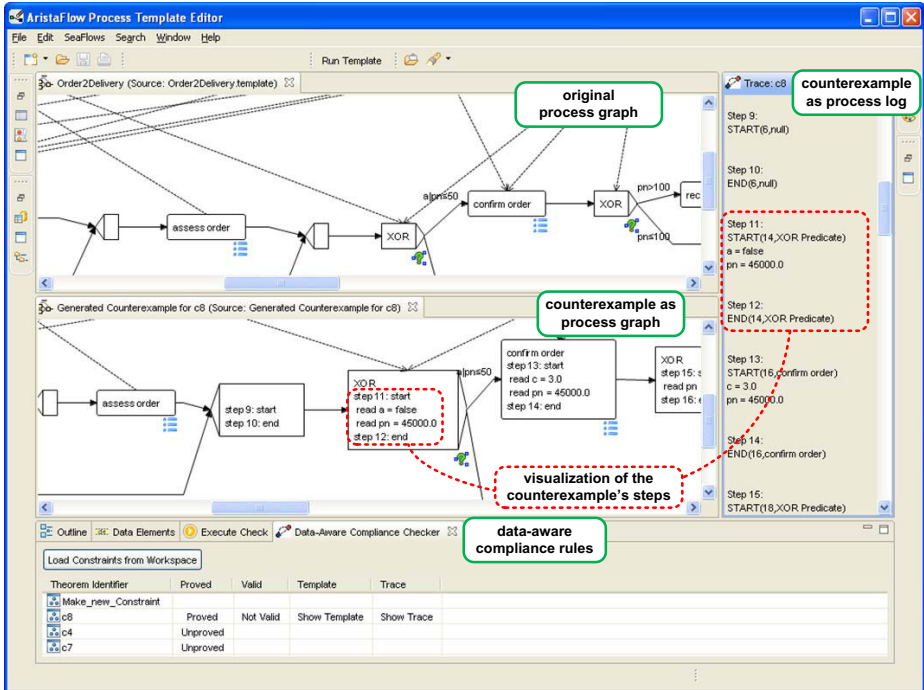 AristaFlow Process Template Editor
File Edit SeaFlows Search Window Help
Run Template
Order2Delivery (Source: Order2Delivery.template)
original
process graph
a|pn≤50
confirm order
pn>100
rec
XOR
assess order
XOR
pn≤100
Trace: c8
counterexample
as process log
Step 9:
START(6,null)
Step 10:
END(6,null)
Step 11:
START(14,XOR Predicate)
a = false
pn = 45000.0
Step 12:
END(14,XOR Predicate)
Step 13:
START(16,confirm order)
c = 3.0
pn = 45000.0
Step 14:
END(16,confirm order)
Step 15:
START(18,XOR Predicate)
Generated Counterexample for c8 (Source: Generated Counterexample for c8)
counterexample as
process graph
assess order
step 9: start
step 10: end
XOR
step 11: start
read a = false
read pn = 45000.0
step 12: end
a|pn≤50
confirm order
step 13: start
read c = 3.0
read pn = 45000.0
step 14: end
XOR
step 15: s
read pn
step 16: e
visualization of the
counterexample's steps
Outline Data Elements Execute Check Data-Aware Compliance Checker
data-aware
compliance rules
Load Constraints from Workspace
Theorem Identifier Proved Valid Template Trace
Make_new_Constraint
c8 Proved Not Valid Show Template Show Trace
c4 Unproved
c7 Unproved